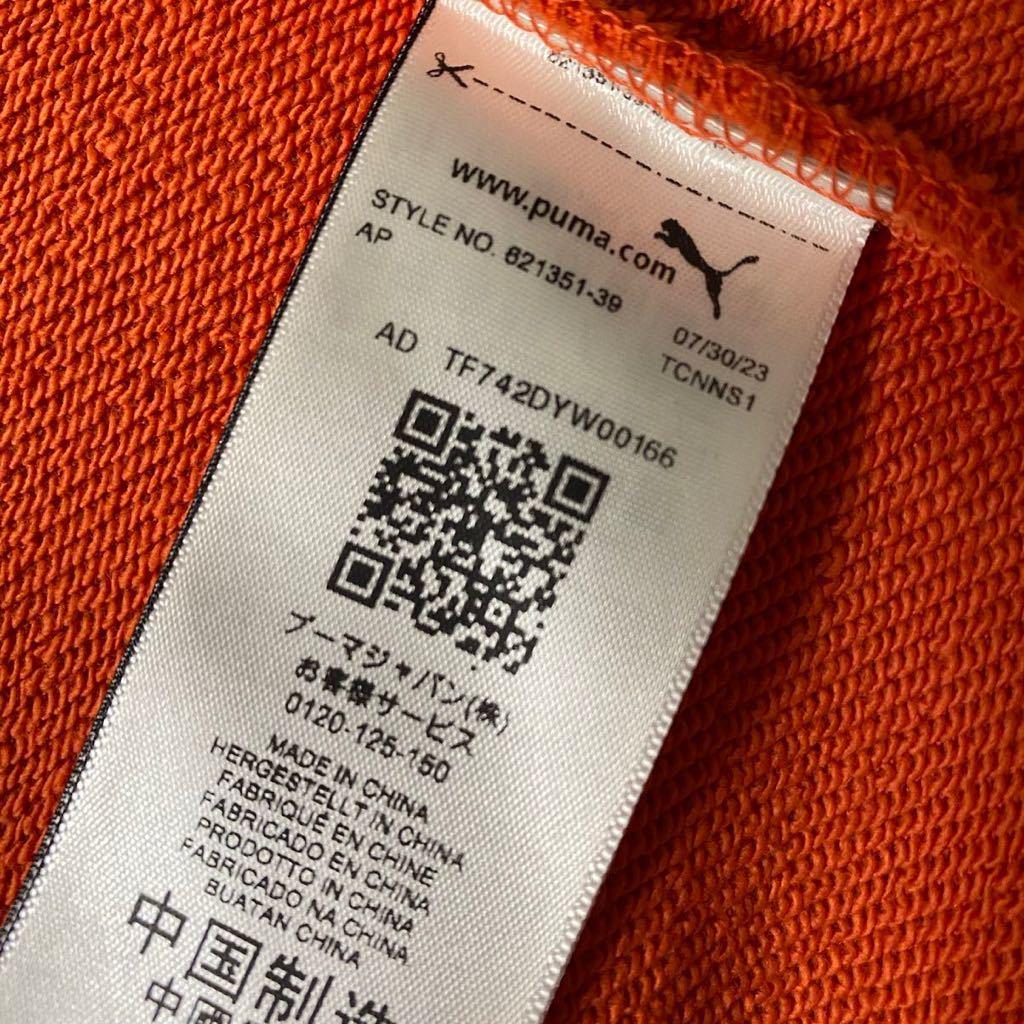 www.puma.com
STYLE NO. 621351-39
AP
07/30/23
TCNNS1
AD TF742DYW00166
プーマジャパン(株)
お客様サービス
0120-125-150
MADE IN CHINA
HERGESTELLT IN CHINA
FABRIQUÉ EN CHINE
FABRICADO EN CHINA
PRODOTTO IN CHINA
FABRICADO NA CHINA
BUATAN CHINA
中国制造
中國